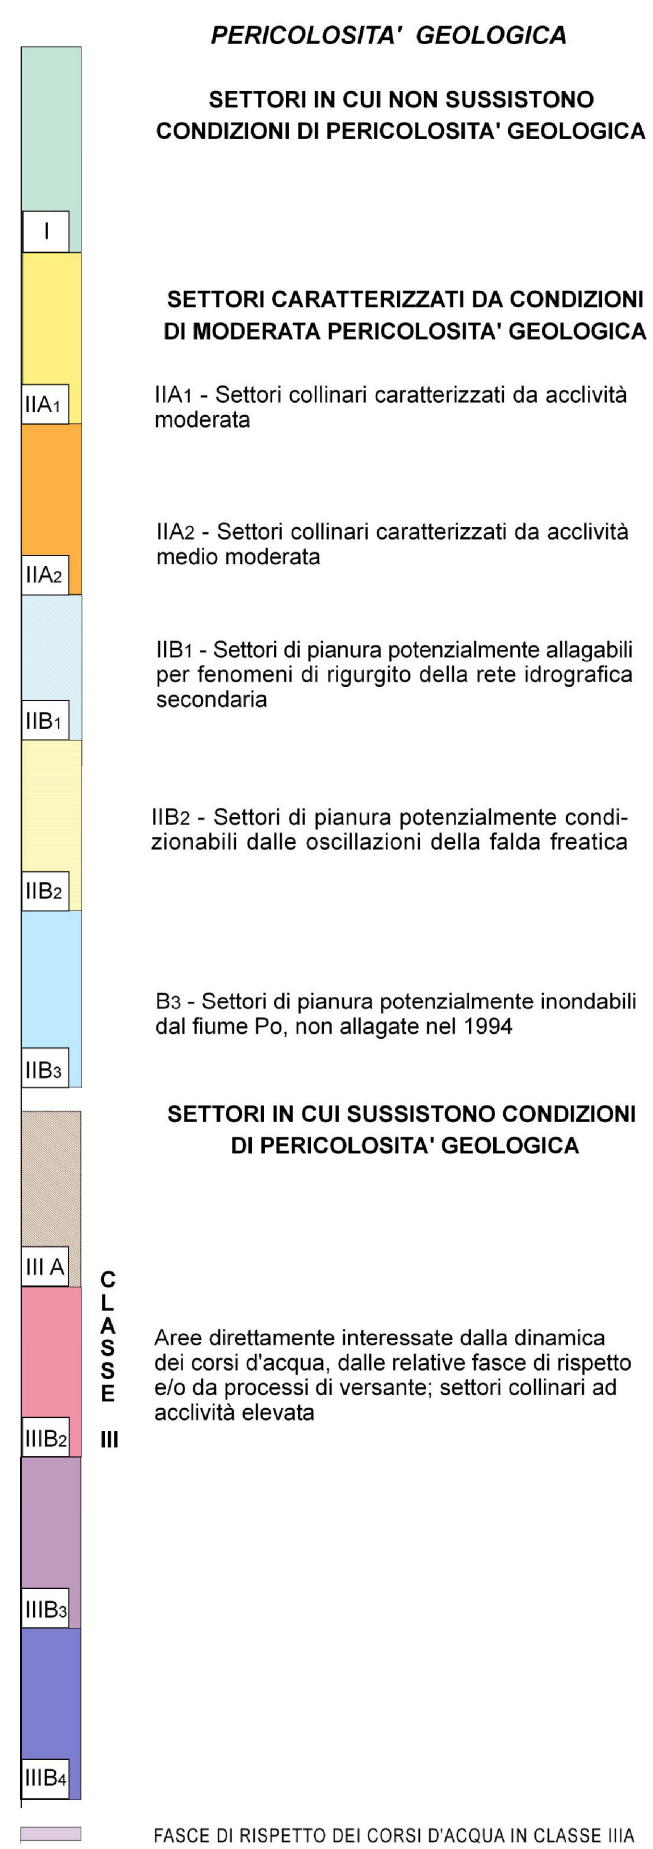 PERICOLOSITA' GEOLOGICA
SETTORI IN CUI NON SUSSISTONO
CONDIZIONI DI PERICOLOSITA' GEOLOGICA
I
SETTORI CARATTERIZZATI DA CONDIZIONI
DI MODERATA PERICOLOSITA' GEOLOGICA
IIA1 - Settori collinari caratterizzati da acclività
moderata
IIA1
IIA2 - Settori collinari caratterizzati da acclività
medio moderata
IIA2
IIB1 - Settori di pianura potenzialmente allagabili
per fenomeni di rigurgito della rete idrografica
secondaria
IIB1
IIB2 - Settori di pianura potenzialmente condi-
zionabili dalle oscillazioni della falda freatica
IIB2
B3 - Settori di pianura potenzialmente inondabili
dal fiume Po, non allagate nel 1994
IIB3
SETTORI IN CUI SUSSISTONO CONDIZIONI
DI PERICOLOSITA' GEOLOGICA
III A
CLASSE III
Aree direttamente interessate dalla dinamica
dei corsi d'acqua, dalle relative fasce di rispetto
e/o da processi di versante; settori collinari ad
acclività elevata
IIIB2
IIIB3
IIIB4
FASCE DI RISPETTO DEI CORSI D'ACQUA IN CLASSE IIIA